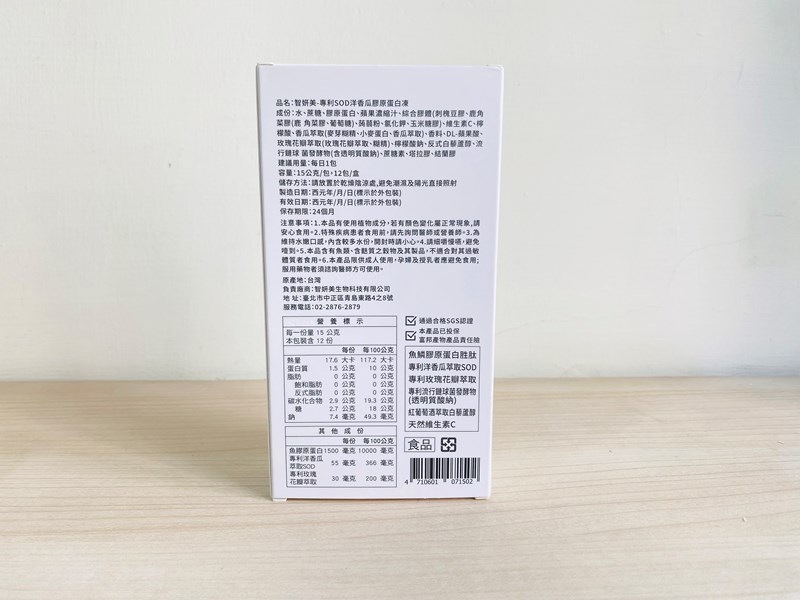 品名:智妍美-專利SOD洋香瓜膠原蛋白凍
成份:水、蔗糖、膠原蛋白、蘋果濃縮汁、綜合膠體(刺槐豆膠、鹿角
菜膠(鹿 角菜膠、葡萄糖)、蒟蒻粉、氯化鉀、玉米糖膠)、維生素C、檸
檬酸、香瓜萃取(麥芽糊精、小麥蛋白、香瓜萃取)、香料、DL-蘋果酸、
玫瑰花瓣萃取(玫瑰花瓣萃取、糊精)、檸檬酸鈉、反式白藜蘆醇、流
行鏈球 菌發酵物(含透明質酸鈉)、蔗糖素、塔拉膠、結蘭膠
建議用量:每日1包
容量:15公克/包,12包/盒
儲存方法:請放置於乾燥陰涼處,避免潮濕及陽光直接照射
製造日期:西元年/月/日(標示於外包裝)
有效日期:西元年/月/日(標示於外包裝)
保存期限:24個月
注意事項:1.本品有使用植物成分,若有顏色變化屬正常現象,請
安心食用。2.特殊疾病患者食用前,請先詢問醫師或營養師。3.為
維持水嫩口感,內含較多水份,開封時請小心。4.請細嚼慢嚥,避免
噎到。5.本品含有魚類、含麩質之穀物及其製品,不適合對其過敏
體質者食用。6.本產品限供成人使用,孕婦及授乳者應避免食用;
服用藥物者須諮詢醫師方可使用。
原產地:台灣
負責廠商:智妍美生物科技有限公司
地 址:臺北市中正區青島東路4之8號
服務電話:02-2876-2879
營 養 標 示
每一份量 15 公克
本包裝含 12 份
每份 每100公克
熱量 17.6 大卡 117.2 大卡
蛋白質 1.5 公克 10 公克
脂肪 0 公克 0 公克
飽和脂肪 0 公克 0 公克
反式脂肪 0 公克 0 公克
碳水化合物 2.9 公克 19.3 公克
糖 2.7 公克 18 公克
鈉 7.4 毫克 49.3 毫克
其 他 成 份
每份 每100公克
魚膠原蛋白 1500 毫克 10000 毫克
專利洋香瓜
萃取SOD 55 毫克 366 毫克
專利玫瑰
花瓣萃取 30 毫克 200 毫克
通過合格SGS認證
本產品已投保
富邦產物產品責任險
魚鱗膠原蛋白胜肽
專利洋香瓜萃取SOD
專利玫瑰花瓣萃取
專利流行鏈球菌發酵物
(透明質酸鈉)
紅葡萄酒萃取白藜蘆醇
天然維生素C
食品
4 710601 071502